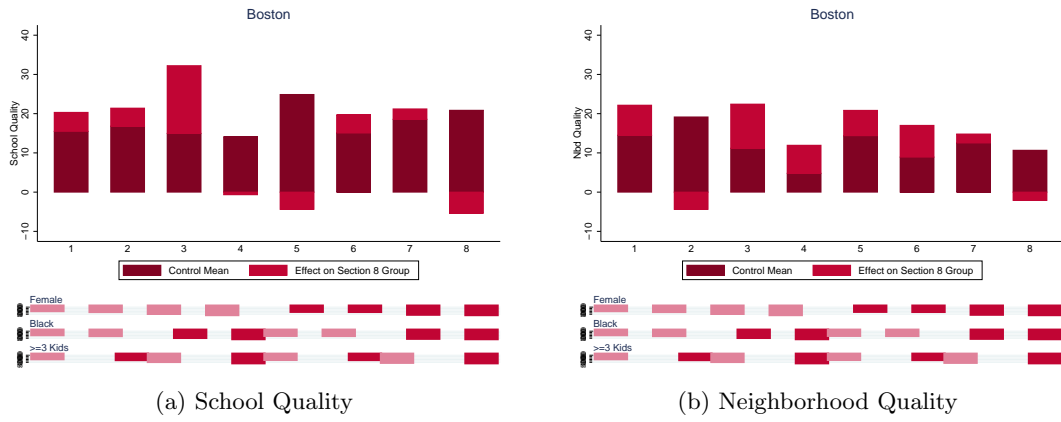 Boston
School Quality
40
30
20
10
0
−10
1 2 3 4 5 6 7 8
Control Mean Effect on Section 8 Group
Female
Black
>=3 Kids
(a) School Quality
Boston
Nbd Quality
40
30
20
10
0
−10
1 2 3 4 5 6 7 8
Control Mean Effect on Section 8 Group
Female
Black
>=3 Kids
(b) Neighborhood Quality